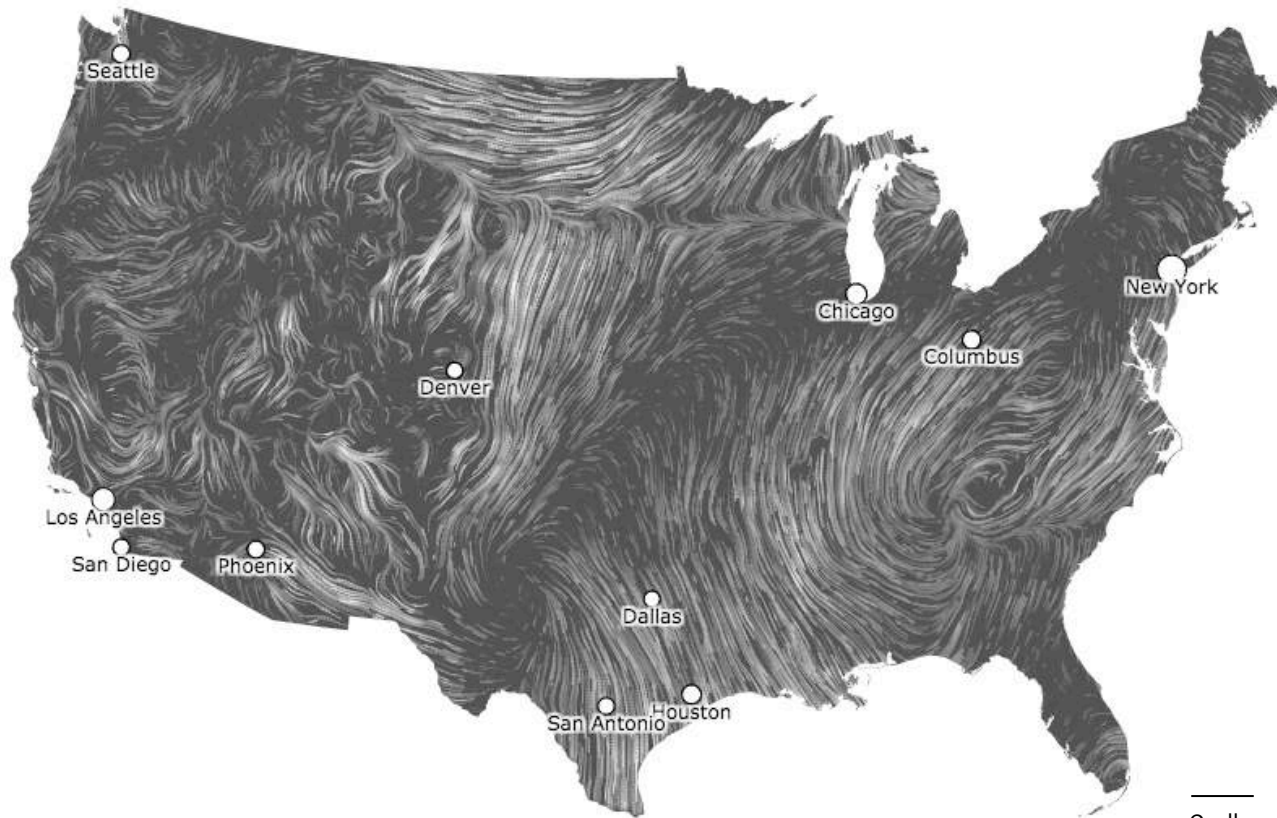 Seattle
New York
Chicago
Columbus
Denver
Los Angeles
San Diego
Phoenix
Dallas
San Antonio
Houston